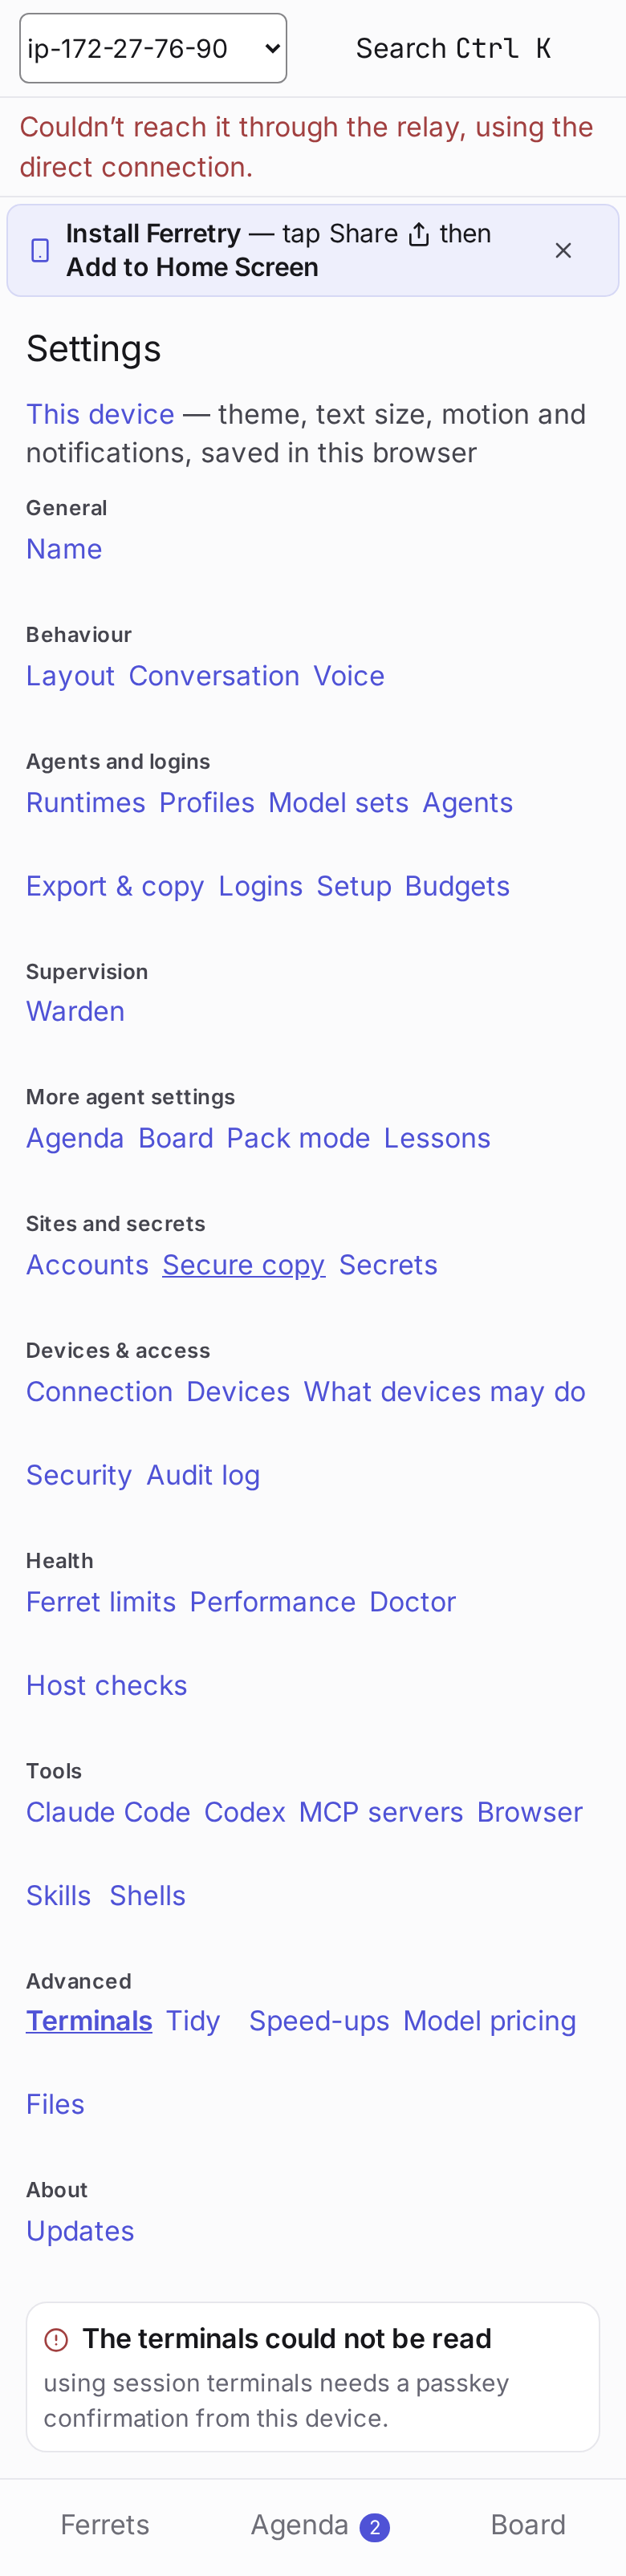 ip-172-27-76-90
Search Ctrl K
Couldn’t reach it through the relay, using the
direct connection.
Install Ferretry — tap Share then
Add to Home Screen
Settings
This device — theme, text size, motion and
notifications, saved in this browser
General
Name
Behaviour
Layout Conversation Voice
Agents and logins
Runtimes Profiles Model sets Agents
Export & copy Logins Setup Budgets
Supervision
Warden
More agent settings
Agenda Board Pack mode Lessons
Sites and secrets
Accounts Secure copy Secrets
Devices & access
Connection Devices What devices may do
Security Audit log
Health
Ferret limits Performance Doctor
Host checks
Tools
Claude Code Codex MCP servers Browser
Skills Shells
Advanced
Terminals Tidy Speed-ups Model pricing
Files
About
Updates
The terminals could not be read
using session terminals needs a passkey
confirmation from this device.
Ferrets Agenda 2 Board